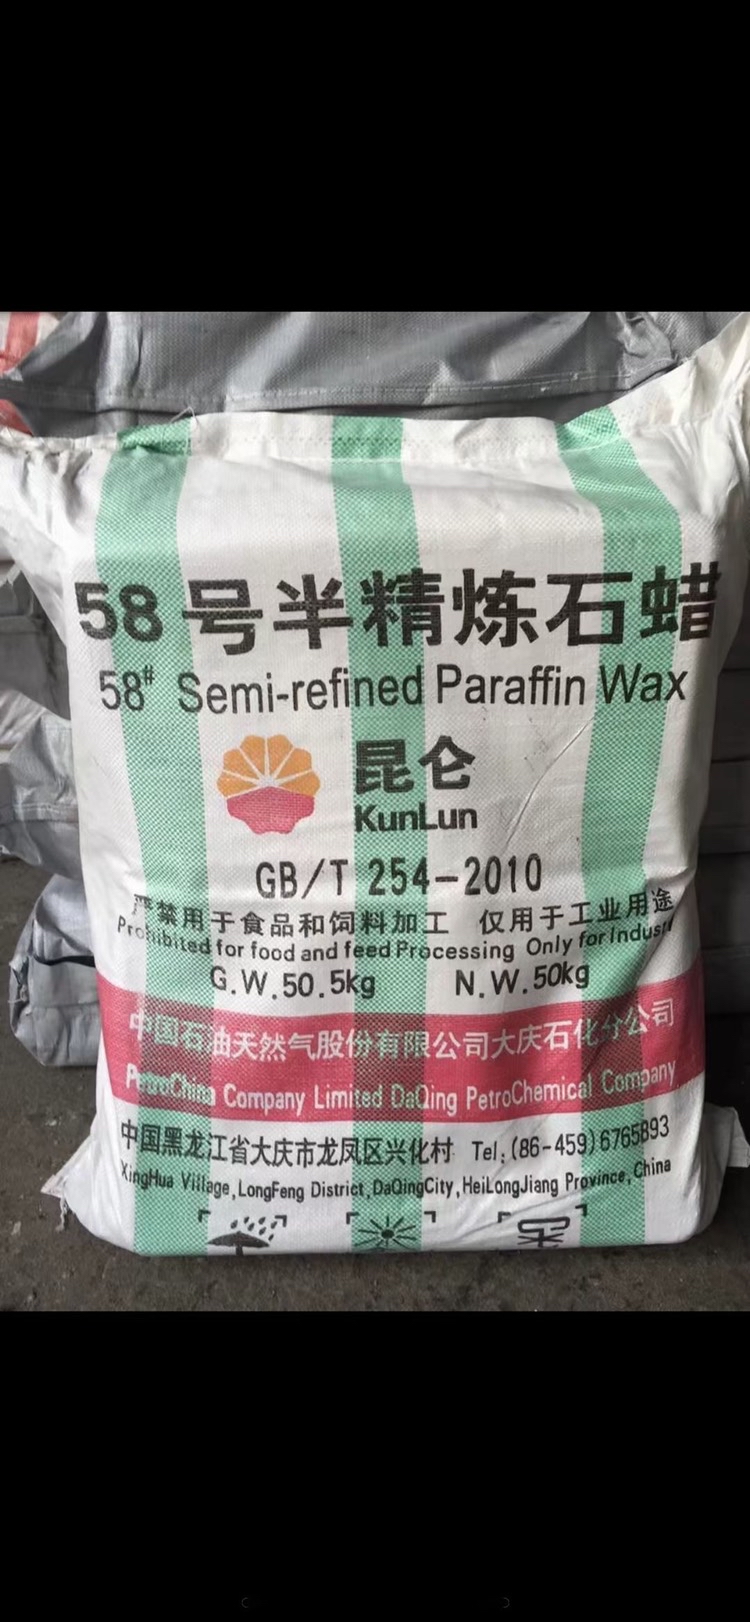 58号半精炼石蜡
58# Semi-refined Paraffin Wax
昆仑
KunLun
GB/T 254-2010
严禁用于食品和饲料加工 仅用于工业用途
Prohibited for food and feed Processing Only for Indust
G.W.50.5kg N.W.50kg
中国石油天然气股份有限公司大庆石化分公司
PetroChina Company Limited DaQing PetroChemical Company
中国黑龙江省大庆市龙凤区兴化村 Tel:(86-459)6765893
XingHua Village,LongFeng District,DaQingCity,HeiLongJiang Province,China